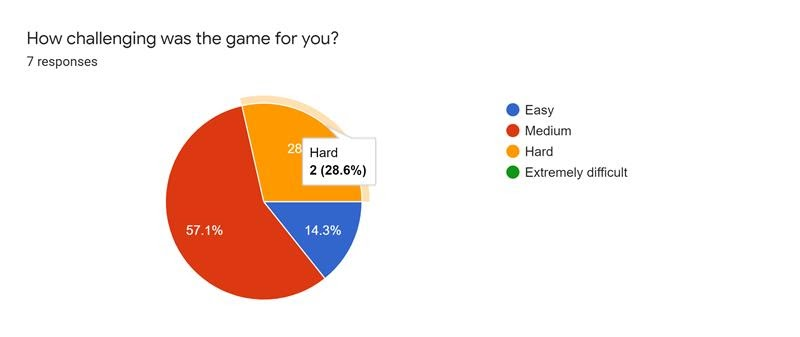 How challenging was the game for you?
7 responses
Easy
Medium
Hard
Extremely difficult
28
Hard
2 (28.6%)
57.1%
14.3%